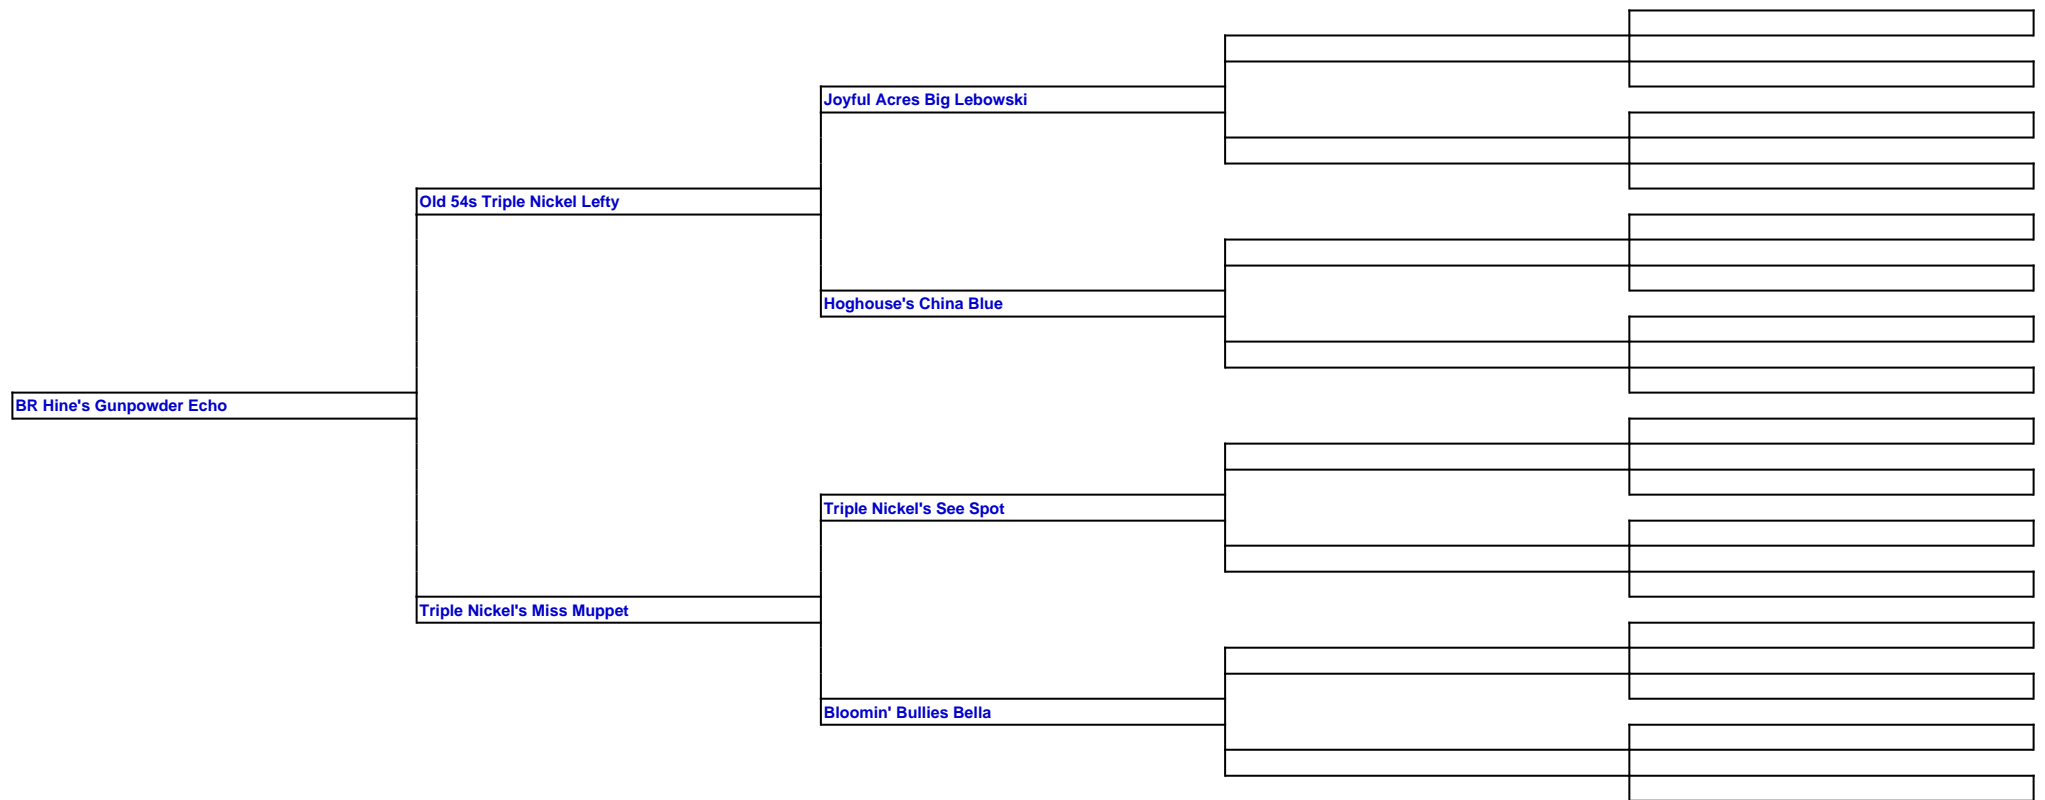 Joyful Acres Big Lebowski
Old 54s Triple Nickel Lefty
Hoghouse's China Blue
BR Hine's Gunpowder Echo
Triple Nickel's See Spot
Triple Nickel's Miss Muppet
Bloomin' Bullies Bella